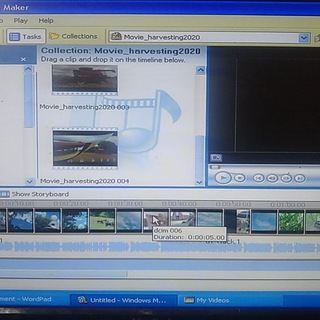 Maker
Play Help
Tasks Collections Movie_harvesting2020
Collection: Movie_harvesting2020
Drag a clip and drop it on the timeline below.
Movie_harvesting2020 003
Movie_harvesting2020 004
Show Storyboard
dcim 006
Duration: 0:00:05.00
ment - WordPad Untitled - Windows M... My Videos